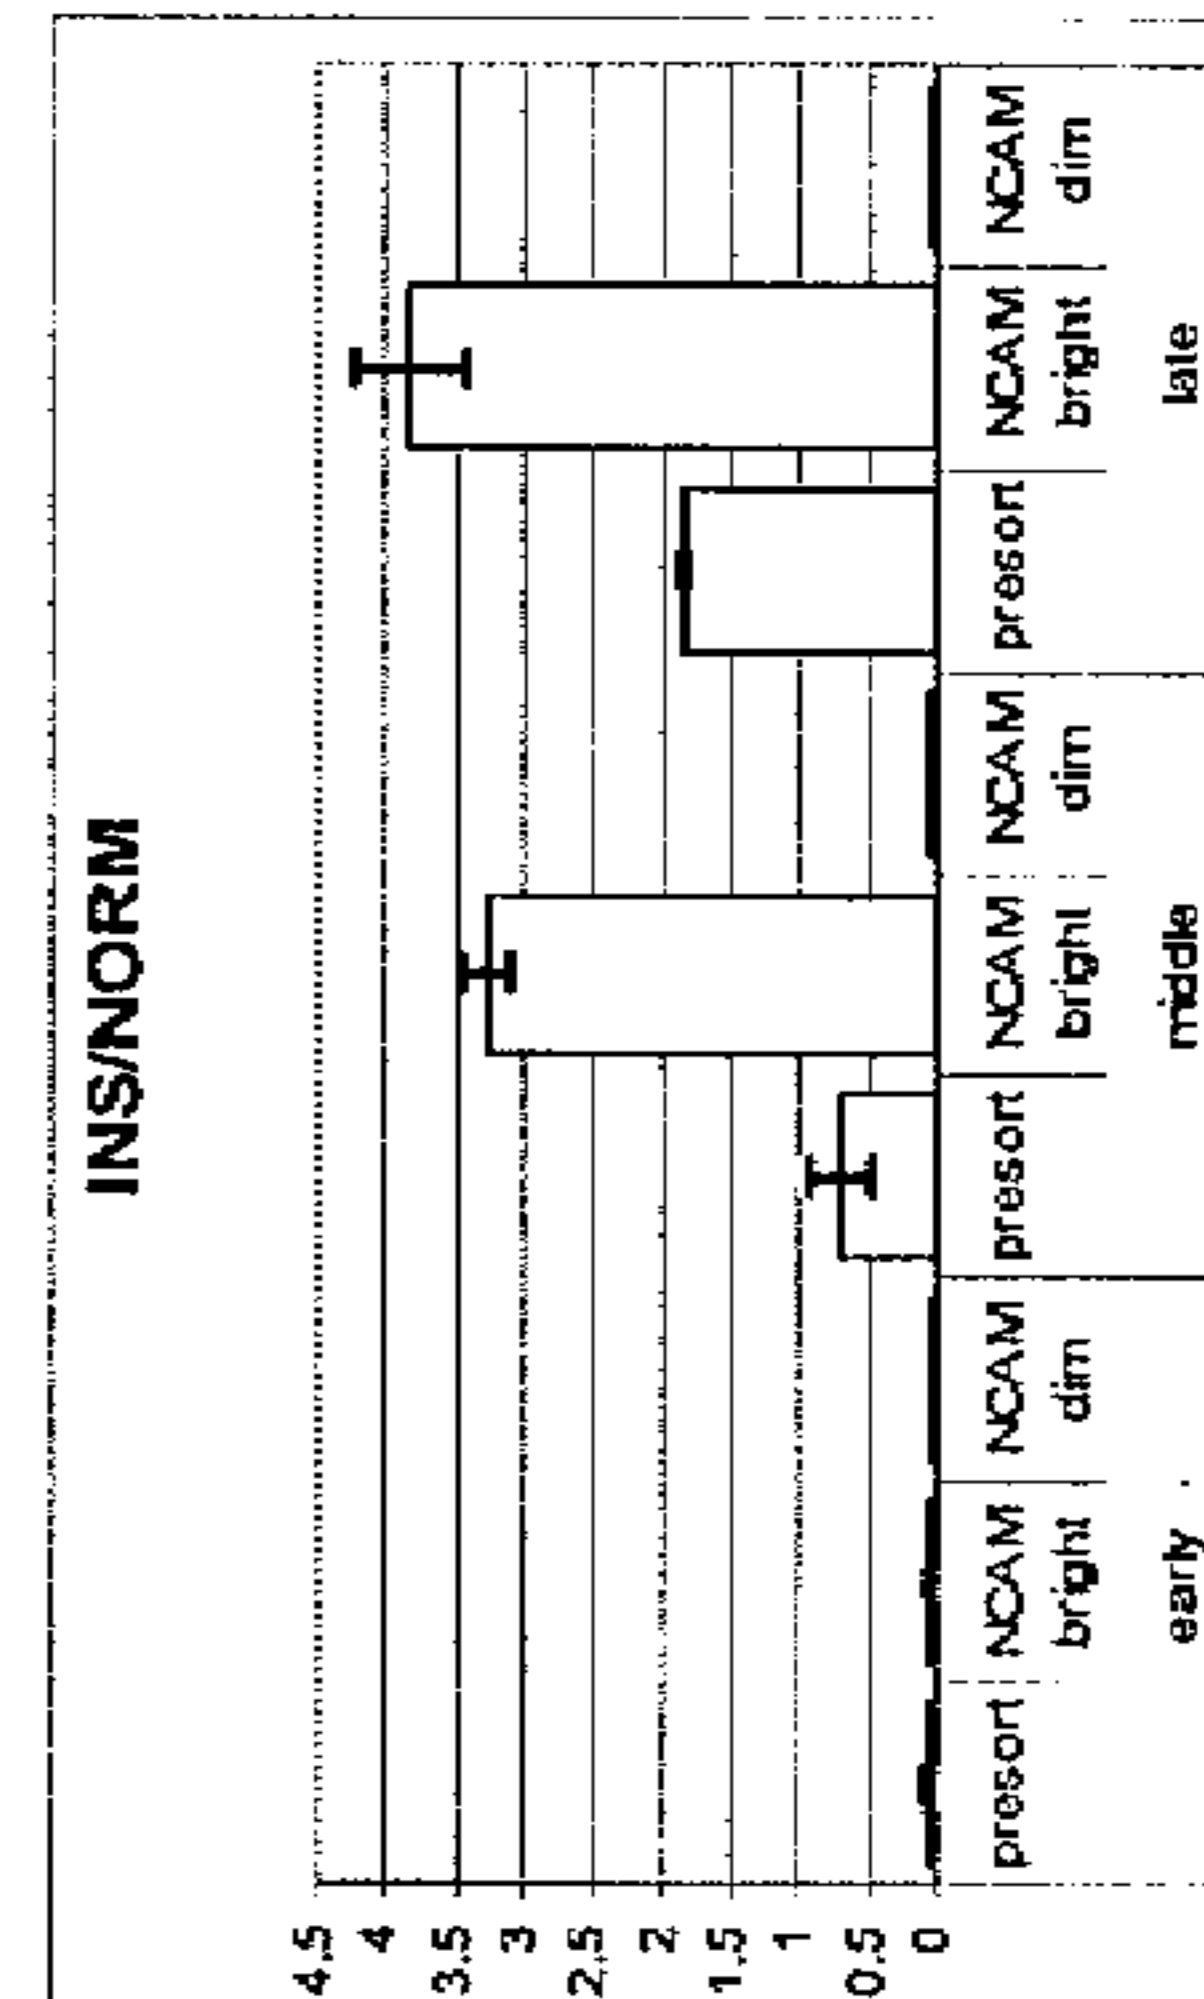 INS/NORM
4.5
4
3.5
3
2.5
2
1.5
1
0.5
0
presort
NCAM bright
NCAM dim
presort
NCAM bright
NCAM dim
presort
NCAM bright
NCAM dim
early
middle
late